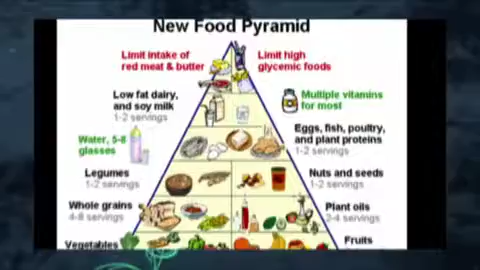 New Food Pyramid
Limit intake of
red meat & butter
Limit high
glycemic foods
Low fat dairy,
and soy milk
1-2 servings
Multiple vitamins
for most
Water, 5-8
glasses
Eggs, fish, poultry,
and plant proteins
1-2 servings
Legumes
1-2 servings
Nuts and seeds
1-2 servings
Whole grains
4-8 servings
Plant oils
2-4 servings
Vegetables
Fruits